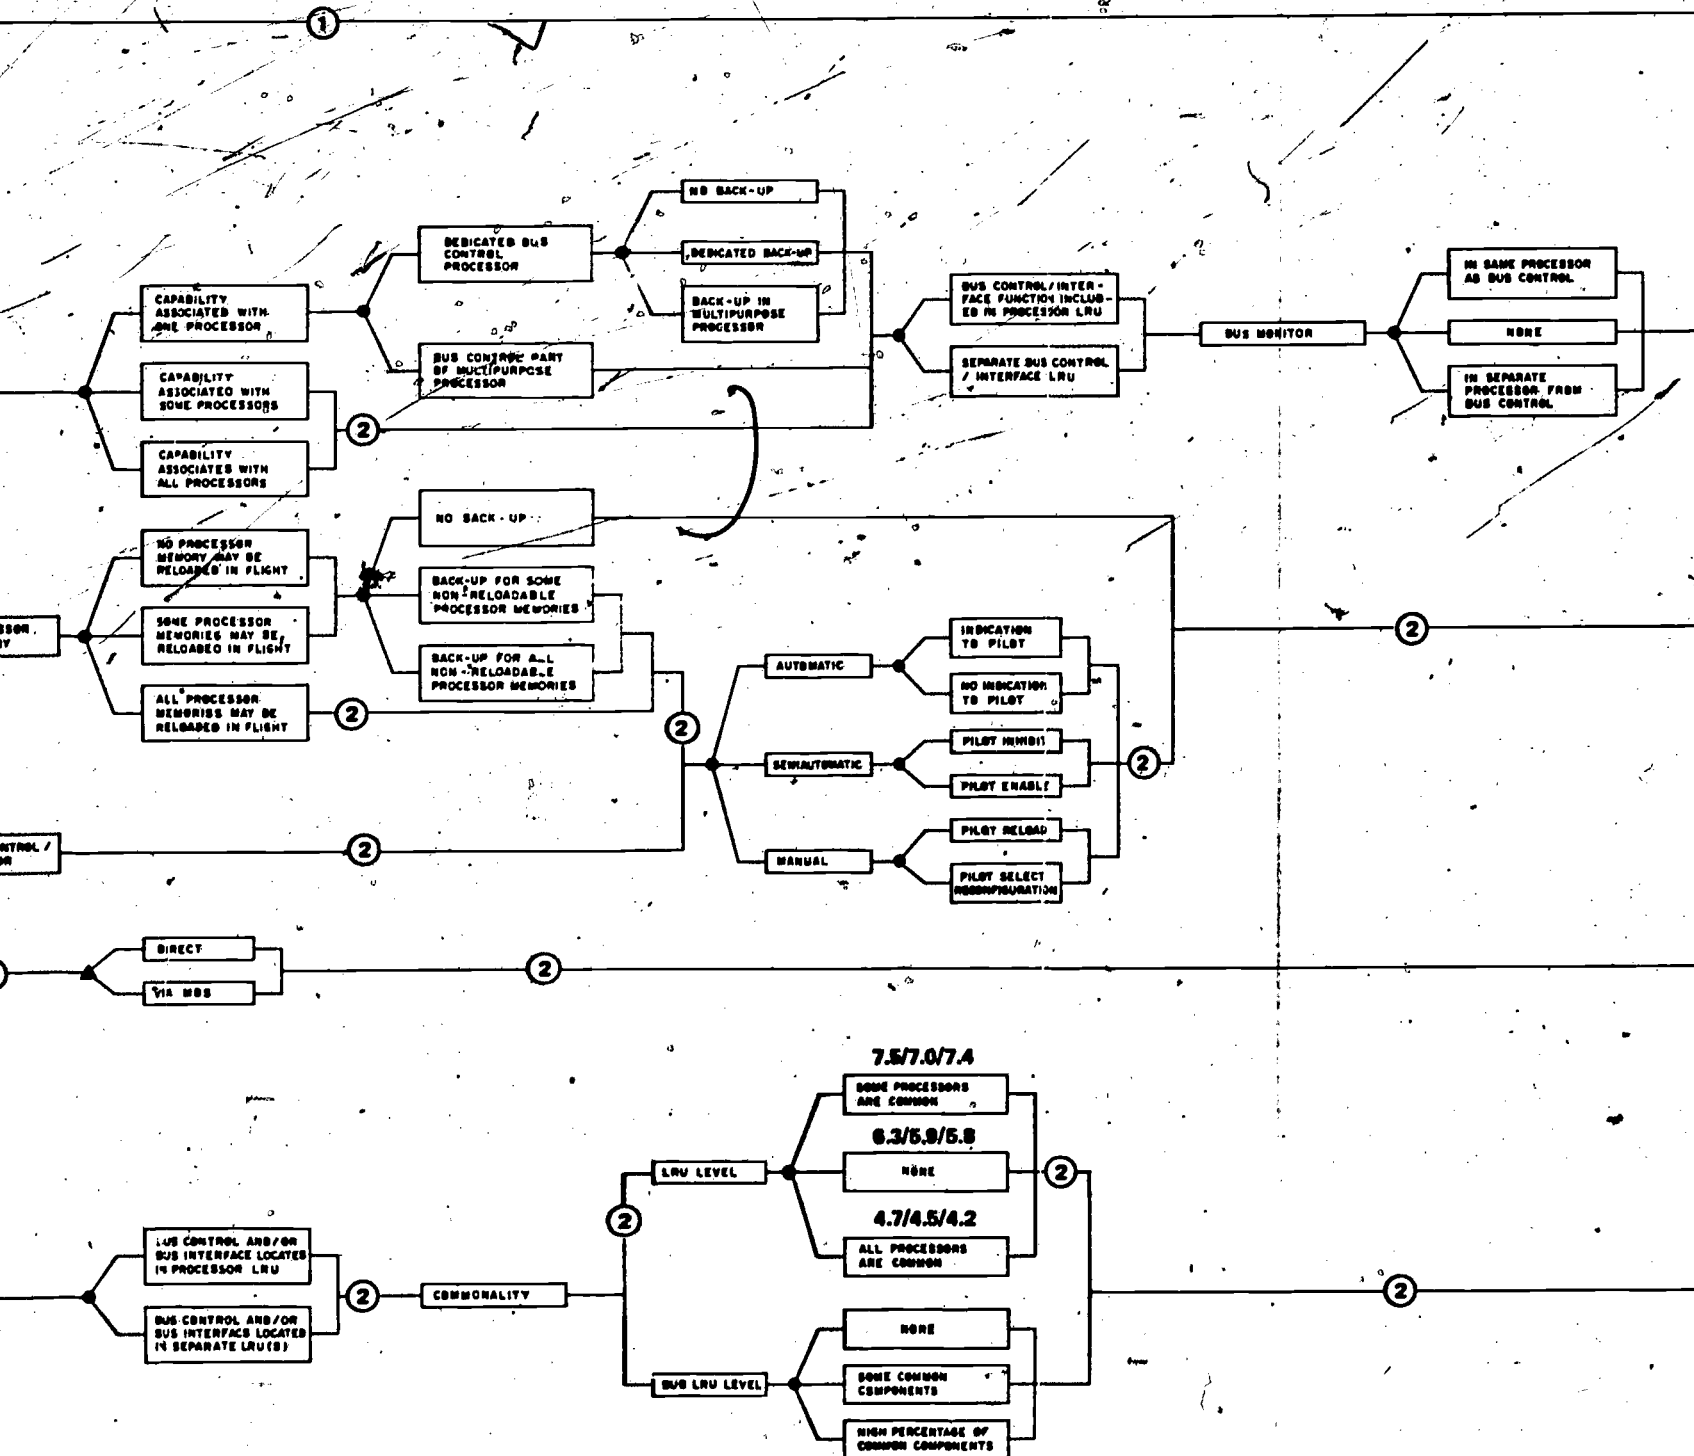 1
NO BACK-UP
DEDICATED BUS
CONTROL
PROCESSOR
DEDICATED BACK-UP
BACK-UP IN
MULTIPURPOSE
PROCESSOR
CAPABILITY
ASSOCIATED WITH
ONE PROCESSOR
BUS CONTROL PART
OF MULTIPURPOSE
PROCESSOR
CAPABILITY
ASSOCIATED WITH
SOME PROCESSORS
2
CAPABILITY
ASSOCIATES WITH
ALL PROCESSORS
BUS CONTROL/INTER-
FACE FUNCTION INCLUD-
ED IN PROCESSOR LRU
SEPARATE BUS CONTROL
/ INTERFACE LRU
BUS MONITOR
IN SAME PROCESSOR
AS BUS CONTROL
NONE
IN SEPARATE
PROCESSOR FROM
BUS CONTROL
NO BACK-UP
NO PROCESSOR
MEMORY MAY BE
RELOADED IN FLIGHT
BACK-UP FOR SOME
NON-RELOADABLE
PROCESSOR MEMORIES
SOME PROCESSOR
MEMORIES MAY BE
RELOADED IN FLIGHT
BACK-UP FOR ALL
NON-RELOADABLE
PROCESSOR MEMORIES
ALL PROCESSOR
MEMORISS MAY BE
RELOADED IN FLIGHT
2
2
AUTOMATIC
INDICATION
TO PILOT
NO INDICATION
TO PILOT
2
SEMIAUTOMATIC
PILOT INHIBIT
PILOT ENABLE
2
MANUAL
PILOT RELOAD
PILOT SELECT
RECONFIGURATION
NTROL /
OR
2
DIRECT
VIA MBS
2
7.5/7.0/7.4
SOME PROCESSORS
ARE COMMON
6.3/5.9/5.8
LRU LEVEL
NONE
2
2
4.7/4.5/4.2
ALL PROCESSORS
ARE COMMON
BUS CONTROL AND/OR
BUS INTERFACE LOCATED
IN PROCESSOR LRU
2
COMMONALITY
2
BUS CONTROL AND/OR
BUS INTERFACE LOCATED
IN SEPARATE LRU(S)
NONE
SUB LRU LEVEL
SOME COMMON
COMPONENTS
HIGH PERCENTAGE OF
COMMON COMPONENTS